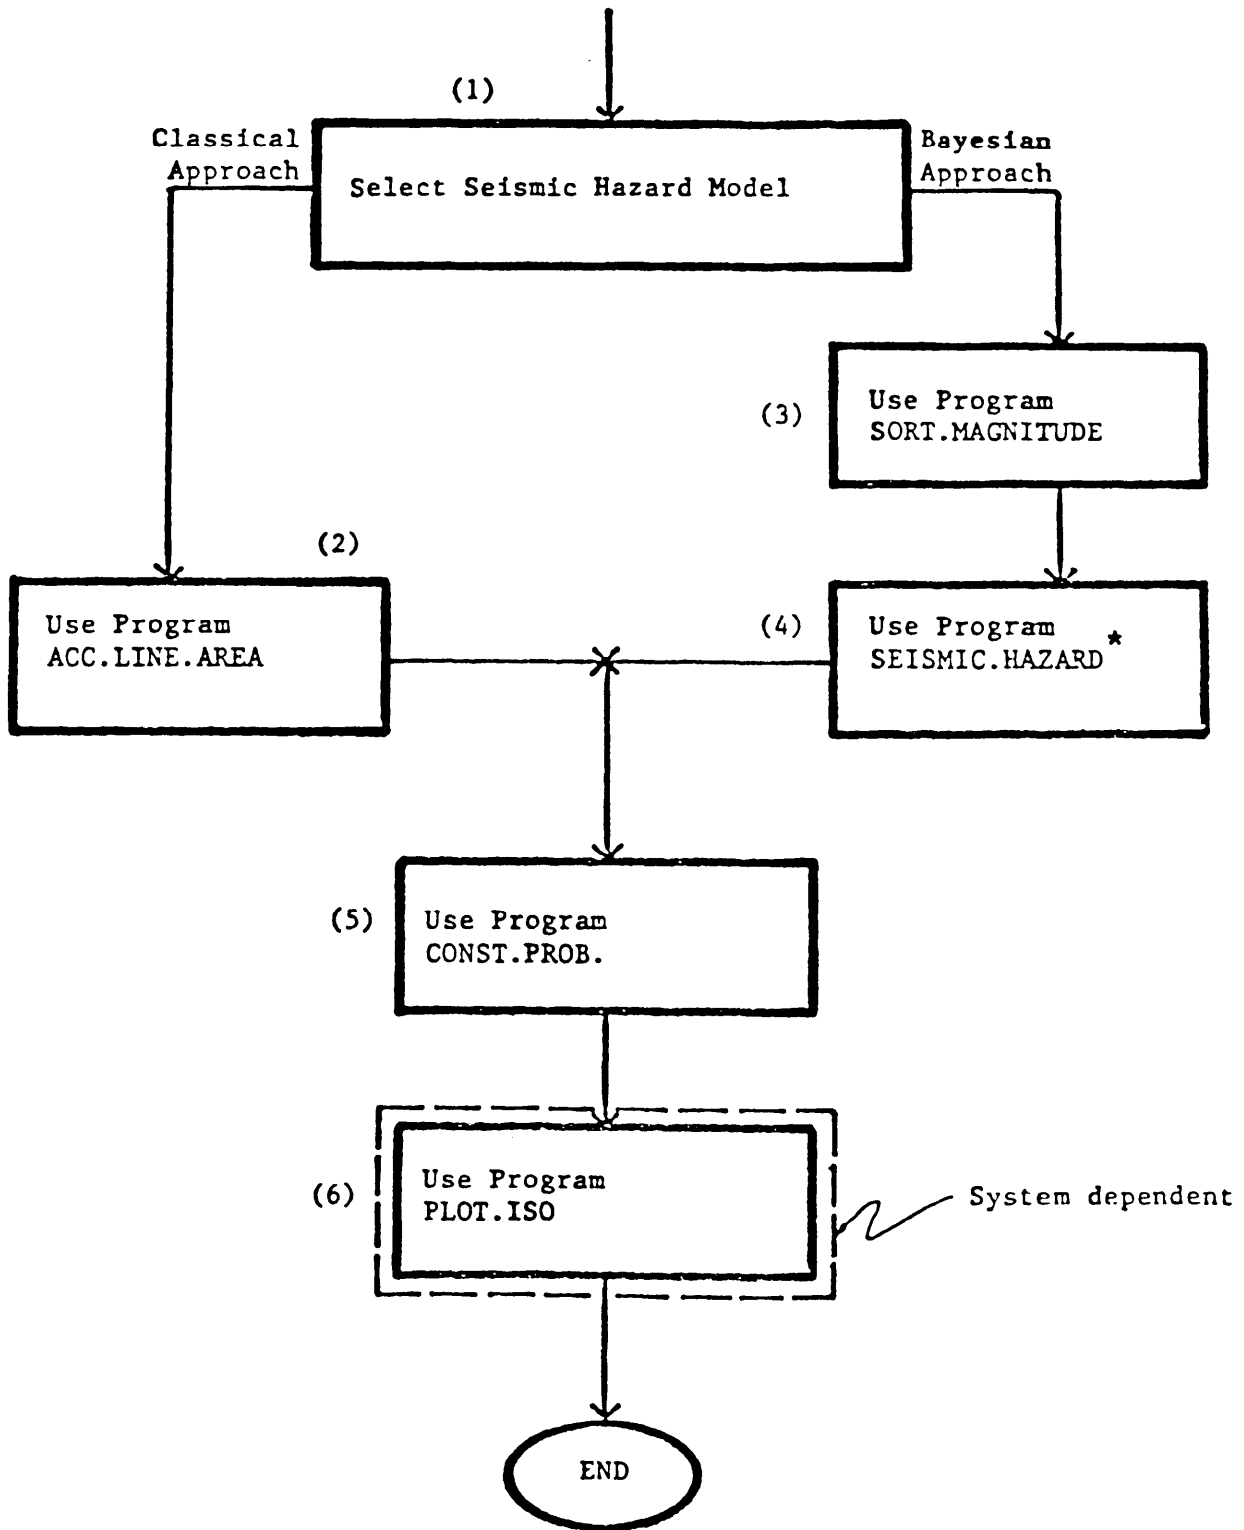 (1)
Classical
Approach
Select Seismic Hazard Model
Bayesian
Approach
(3)
Use Program
SORT.MAGNITUDE
(2)
Use Program
ACC.LINE.AREA
(4)
Use Program
SEISMIC.HAZARD*
(5)
Use Program
CONST.PROB.
(6)
Use Program
PLOT.ISO
System dependent
END